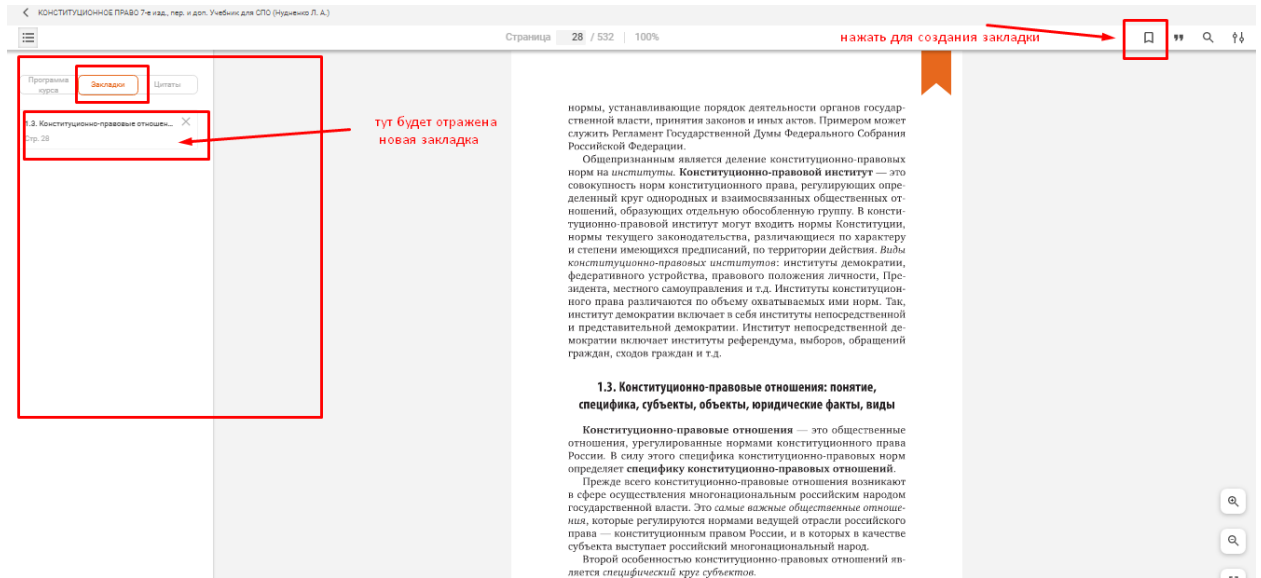 КОНСТИТУЦИОННОЕ ПРАВО 7-е изд., пер. и доп. Учебник для СПО (Нудненко Л. А.)
Страница 28 / 532 | 100%
нажать для создания закладки
Программа курса
Закладки
Цитаты
1.3. Конституционно-правовые отношен...
Стр. 28
тут будет отражена
новая закладка
нормы, устанавливающие порядок деятельности органов государ-
ственной власти, принятия законов и иных актов. Примером может
служить Регламент Государственной Думы Федерального Собрания
Российской Федерации.
Общепризнанным является деление конституционно-правовых
норм на институты. Конституционно-правовой институт — это
совокупность норм конституционного права, регулирующих опре-
деленный круг однородных и взаимосвязанных общественных от-
ношений, образующих отдельную обособленную группу. В консти-
туционно-правовой институт могут входить нормы Конституции,
нормы текущего законодательства, различающиеся по характеру
и степени имеющихся предписаний, по территории действия. Виды
конституционно-правовых институтов: институты демократии,
федеративного устройства, правового положения личности, Пре-
зидента, местного самоуправления и т.д. Институты конституцион-
ного права различаются по объему охватываемых ими норм. Так,
институт демократии включает в себя институты непосредственной
и представительной демократии. Институт непосредственной де-
мократии включает институты референдума, выборов, обращений
граждан, сходов граждан и т.д.
1.3. Конституционно-правовые отношения: понятие,
специфика, субъекты, объекты, юридические факты, виды
Конституционно-правовые отношения — это общественные
отношения, урегулированные нормами конституционного права
России. В силу этого специфика конституционно-правовых норм
определяет специфику конституционно-правовых отношений.
Прежде всего конституционно-правовые отношения возникают
в сфере осуществления многонациональным российским народом
государственной власти. Это самые важные общественные отноше-
ния, которые регулируются нормами ведущей отрасли российского
права — конституционным правом России, и в которых в качестве
субъекта выступает российский многонациональный народ.
Второй особенностью конституционно-правовых отношений яв-
ляется специфический круг субъектов.